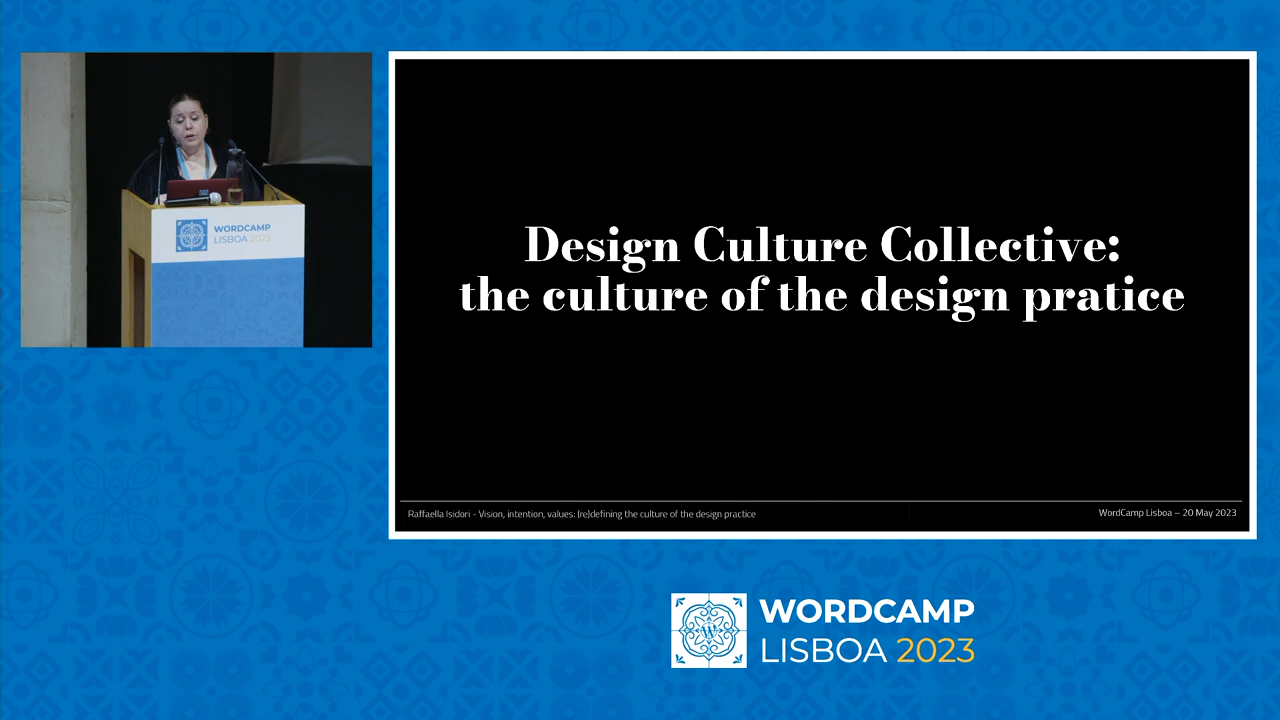 WORDCAMP
LISBOA 2023
Design Culture Collective:
the culture of the design pratice
Raffaella Isidori - Vision, intention, values: (re)defining the culture of the design practice
WordCamp Lisboa – 20 May 2023
WORDCAMP
LISBOA 2023